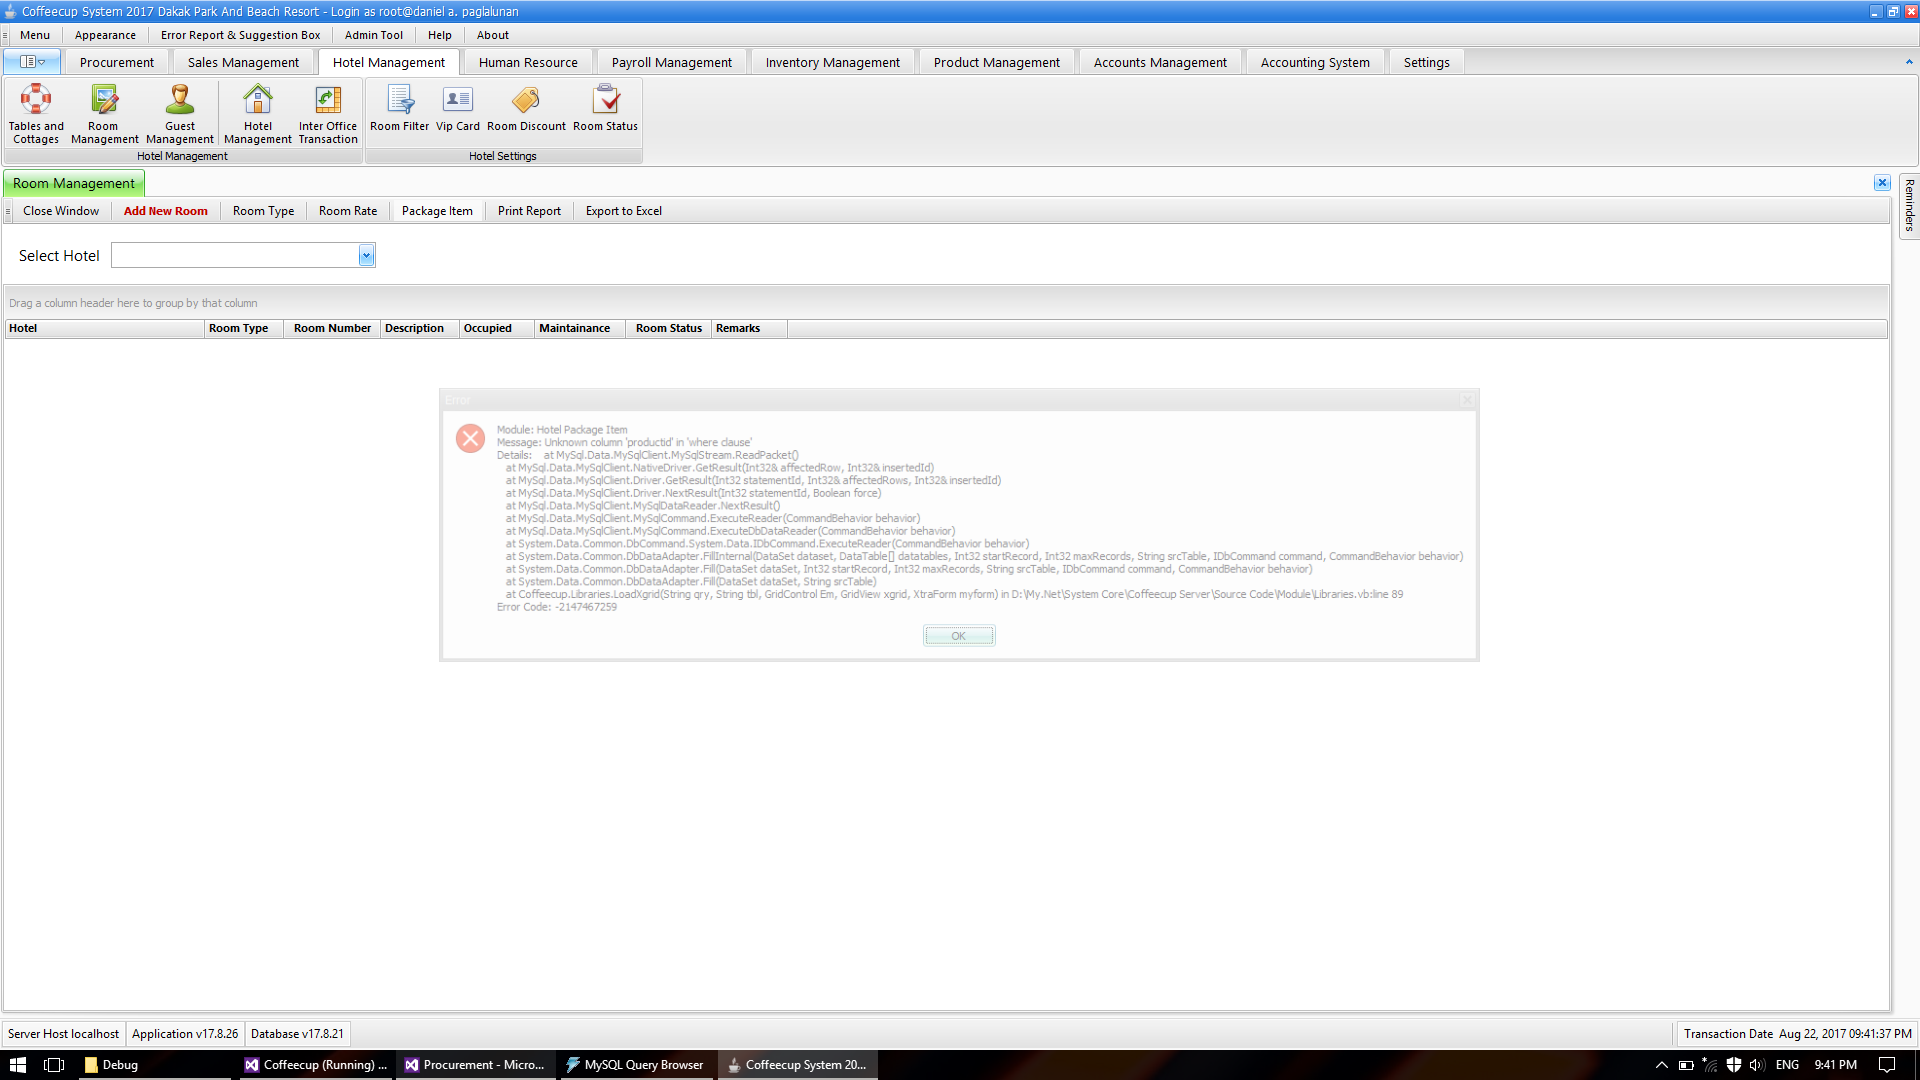 Coffeecup System 2017 Dakak Park And Beach Resort - Login as root@daniel a. paglalunan
Menu Appearance Error Report & Suggestion Box Admin Tool Help About
Procurement Sales Management Hotel Management Human Resource Payroll Management Inventory Management Product Management Accounts Management Accounting System Settings
Tables and Cottages Room Management Guest Management Hotel Management Inter Office Transaction Room Filter Vip Card Room Discount Room Status
Hotel Management Hotel Settings
Room Management
Reminders
Close Window Add New Room Room Type Room Rate Package Item Print Report Export to Excel
Select Hotel
Drag a column header here to group by that column
Hotel Room Type Room Number Description Occupied Maintainance Room Status Remarks
Error
Module: Hotel Package Item
Message: Unknown column 'productid' in 'where clause'
Details: at MySql.Data.MySqlClient.MySqlStream.ReadPacket()
at MySql.Data.MySqlClient.NativeDriver.GetResult(Int32& affectedRow, Int32& insertedId)
at MySql.Data.MySqlClient.Driver.GetResult(Int32 statementId, Int32& affectedRows, Int32& insertedId)
at MySql.Data.MySqlClient.Driver.NextResult(Int32 statementId, Boolean force)
at MySql.Data.MySqlClient.MySqlDataReader.NextResult()
at MySql.Data.MySqlClient.MySqlCommand.ExecuteReader(CommandBehavior behavior)
at MySql.Data.MySqlClient.MySqlCommand.ExecuteDbDataReader(CommandBehavior behavior)
at System.Data.Common.DbCommand.System.Data.IDbCommand.ExecuteReader(CommandBehavior behavior)
at System.Data.Common.DbDataAdapter.FillInternal(DataSet dataset, DataTable[] datatables, Int32 startRecord, Int32 maxRecords, String srcTable, IDbCommand command, CommandBehavior behavior)
at System.Data.Common.DbDataAdapter.Fill(DataSet dataSet, Int32 startRecord, Int32 maxRecords, String srcTable, IDbCommand command, CommandBehavior behavior)
at System.Data.Common.DbDataAdapter.Fill(DataSet dataSet, String srcTable)
at Coffeecup.Libraries.LoadXgrid(String qry, String tbl, GridControl Em, GridView xgrid, XtraForm myform) in D:\My.Net\System Core\Coffeecup Server\Source Code\Module\Libraries.vb:line 89
Error Code: -2147467259
OK
Server Host localhost Application v17.8.26 Database v17.8.21 Transaction Date Aug 22, 2017 09:41:37 PM
Debug Coffeecup (Running) ... Procurement - Micro... MySQL Query Browser Coffeecup System 20... ENG 9:41 PM